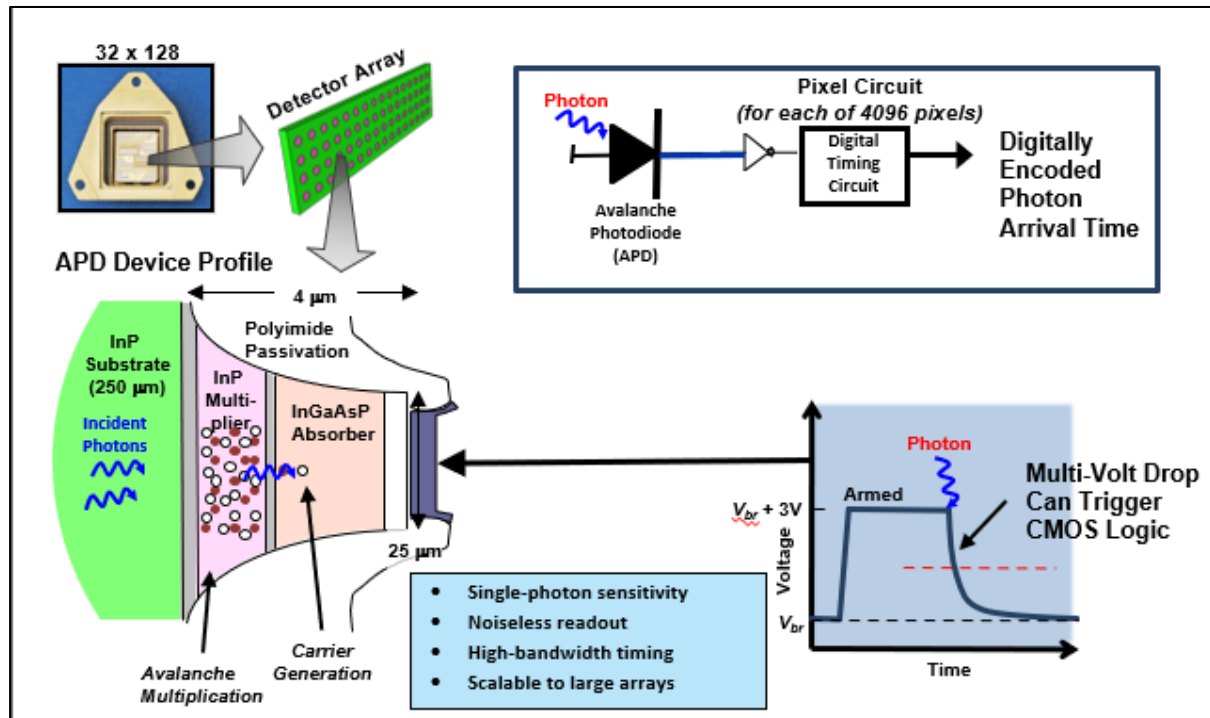 32 x 128
Detector Array
Pixel Circuit
(for each of 4096 pixels)
Photon
Digital
Timing
Circuit
Digitally
Encoded
Photon
Arrival Time
Avalanche
Photodiode
(APD)
APD Device Profile
4 µm
Polyimide
Passivation
InP
Substrate
(250 µm)
InP
Multi-
plier
InGaAsP
Absorber
Incident
Photons
25 µm
Avalanche
Multiplication
Carrier
Generation
• Single-photon sensitivity
• Noiseless readout
• High-bandwidth timing
• Scalable to large arrays
Photon
Armed
Multi-Volt Drop
Can Trigger
CMOS Logic
Vbr + 3V
Voltage
Vbr
Time